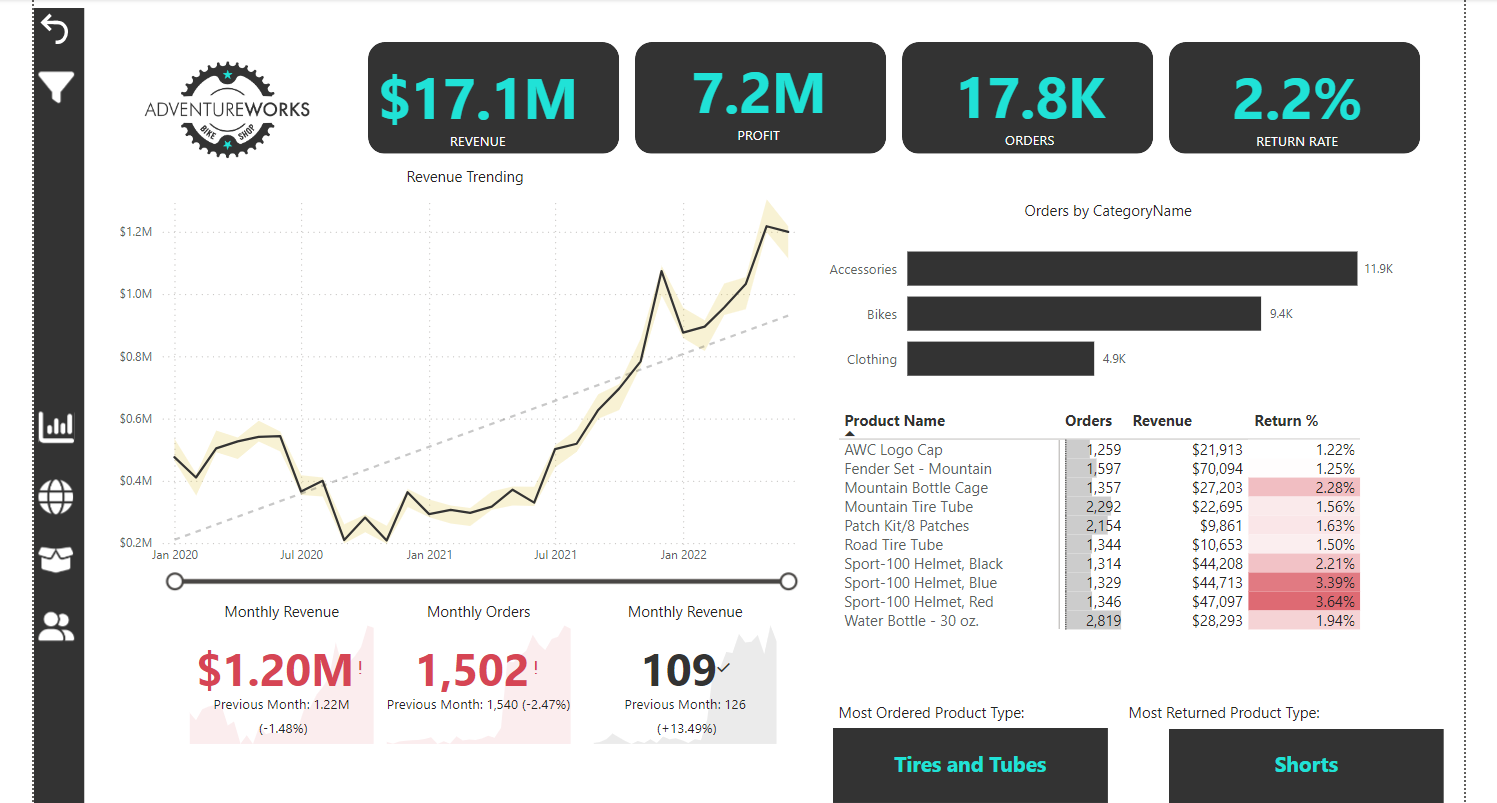 ADVENTUREWORKS
BIKE SHOP
$17.1M
REVENUE
7.2M
PROFIT
17.8K
ORDERS
2.2%
RETURN RATE
Revenue Trending
$1.2M
$1.0M
$0.8M
$0.6M
$0.4M
$0.2M
Jan 2020
Jul 2020
Jan 2021
Jul 2021
Jan 2022
Orders by CategoryName
Accessories 11.9K
Bikes 9.4K
Clothing 4.9K
Product Name Orders Revenue Return %
AWC Logo Cap 1,259 $21,913 1.22%
Fender Set - Mountain 1,597 $70,094 1.25%
Mountain Bottle Cage 1,357 $27,203 2.28%
Mountain Tire Tube 2,292 $22,695 1.56%
Patch Kit/8 Patches 2,154 $9,861 1.63%
Road Tire Tube 1,344 $10,653 1.50%
Sport-100 Helmet, Black 1,314 $44,208 2.21%
Sport-100 Helmet, Blue 1,329 $44,713 3.39%
Sport-100 Helmet, Red 1,346 $47,097 3.64%
Water Bottle - 30 oz. 2,819 $28,293 1.94%
Monthly Revenue
$1.20M!
Previous Month: 1.22M
(-1.48%)
Monthly Orders
1,502!
Previous Month: 1,540 (-2.47%)
Monthly Revenue
109
Previous Month: 126
(+13.49%)
Most Ordered Product Type:
Tires and Tubes
Most Returned Product Type:
Shorts